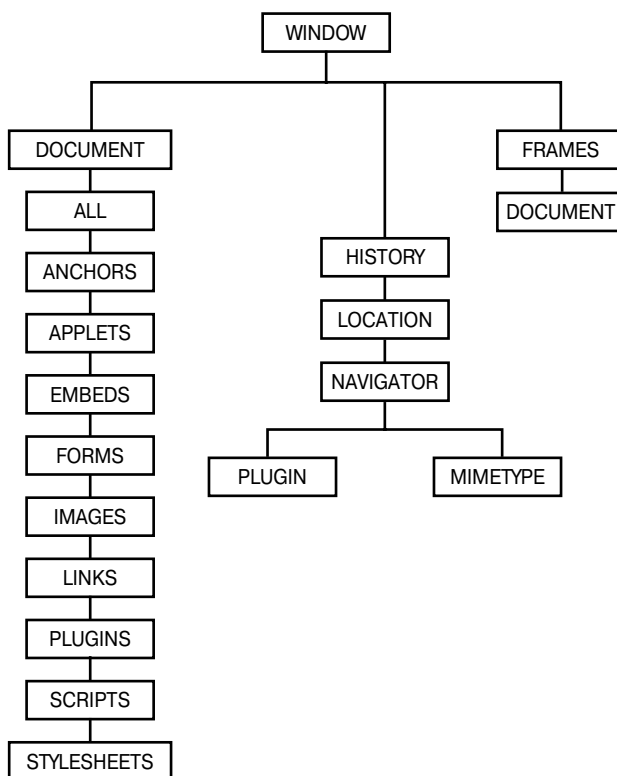 WINDOW
DOCUMENT
FRAMES
ALL
DOCUMENT
HISTORY
ANCHORS
LOCATION
APPLETS
NAVIGATOR
EMBEDS
FORMS
PLUGIN
MIMETYPE
IMAGES
LINKS
PLUGINS
SCRIPTS
STYLESHEETS